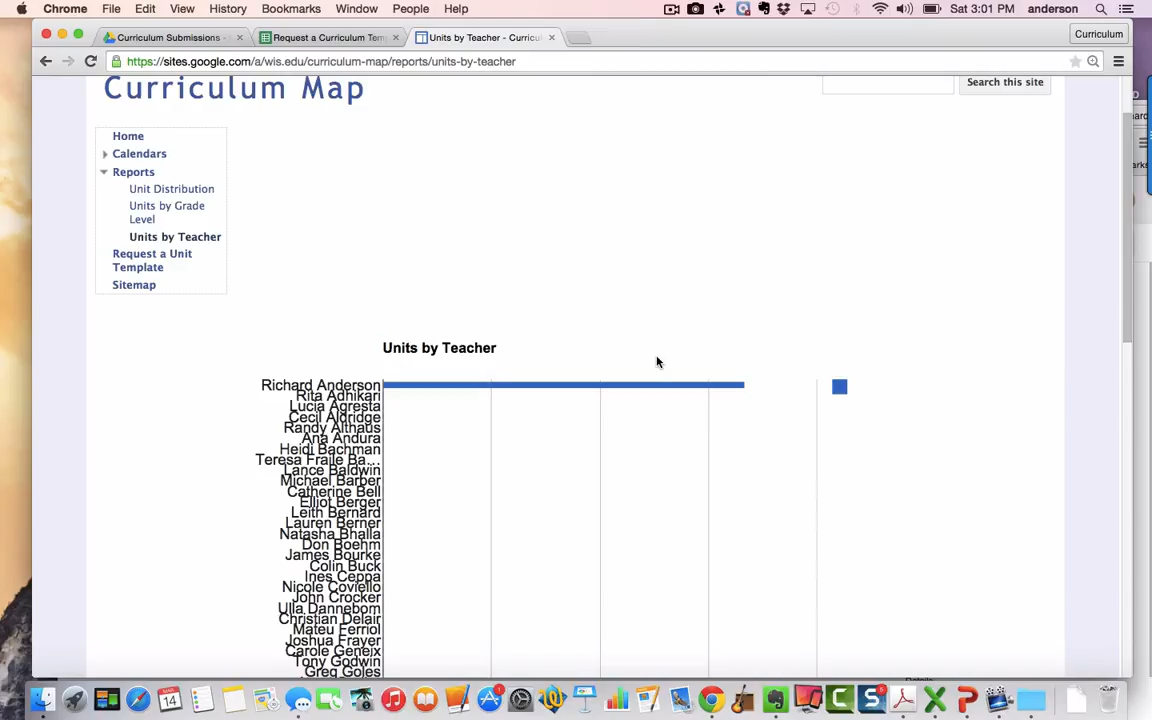 Chrome File Edit View History Bookmarks Window People Help Sat 3:01 PM anderson
Curriculum Submissions - Request a Curriculum Temp Units by Teacher - Curricul Curriculum
https://sites.google.com/a/wis.edu/curriculum-map/reports/units-by-teacher
Curriculum Map
Search this site
Home
Calendars
Reports
Unit Distribution
Units by Grade
Level
Units by Teacher
Request a Unit
Template
Sitemap
Units by Teacher
Richard Anderson
Rita Adhikari
Lucia Agresta
Cecil Aldridge
Randy Althaus
Ana Andura
Heidi Bachman
Teresa Fraile Ba...
Lance Baldwin
Michael Barber
Catherine Bell
Elliot Berger
Leith Bernard
Lauren Berner
Natasha Bhalla
Don Boehm
James Bourke
Colin Buck
Ines Ceppa
Nicole Coviello
John Crocker
Ulla Dannebom
Christian Delair
Mateu Ferriol
Joshua Frayer
Carole Geneix
Tony Godwin
Greg Goles